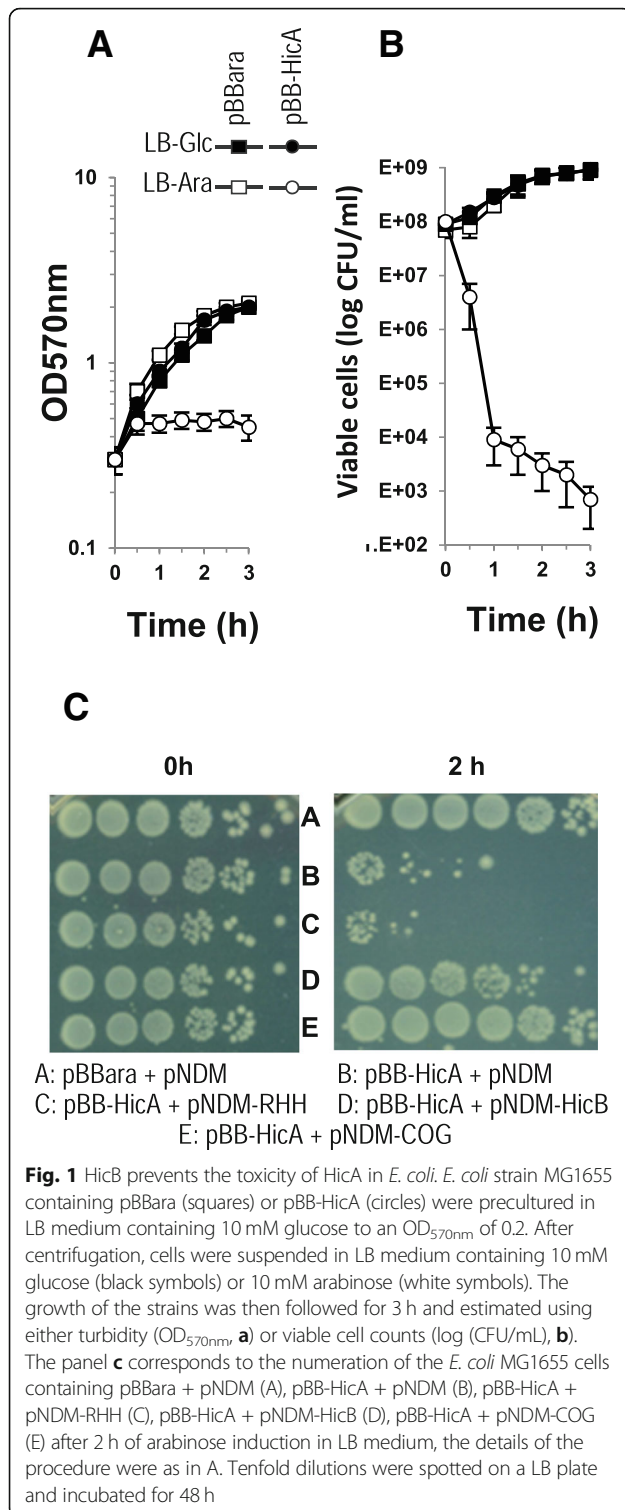 A
B
pBBara
pBB-HicA
LB-Glc
LB-Ara
10
1
0.1
OD570nm
0 1 2 3
Time (h)
E+09
E+08
E+07
E+06
E+05
E+04
E+03
.E+02
Viable cells (log CFU/ml)
0 1 2 3
Time (h)
C
0h 2 h
A
B
C
D
E
A: pBBara + pNDM B: pBB-HicA + pNDM
C: pBB-HicA + pNDM-RHH D: pBB-HicA + pNDM-HicB
E: pBB-HicA + pNDM-COG
Fig. 1 HicB prevents the toxicity of HicA in E. coli. E. coli strain MG1655
containing pBBara (squares) or pBB-HicA (circles) were precultured in
LB medium containing 10 mM glucose to an OD570nm of 0.2. After
centrifugation, cells were suspended in LB medium containing 10 mM
glucose (black symbols) or 10 mM arabinose (white symbols). The
growth of the strains was then followed for 3 h and estimated using
either turbidity (OD570nm, a) or viable cell counts (log (CFU/mL), b).
The panel c corresponds to the numeration of the E. coli MG1655 cells
containing pBBara + pNDM (A), pBB-HicA + pNDM (B), pBB-HicA +
pNDM-RHH (C), pBB-HicA + pNDM-HicB (D), pBB-HicA + pNDM-COG
(E) after 2 h of arabinose induction in LB medium, the details of the
procedure were as in A. Tenfold dilutions were spotted on a LB plate
and incubated for 48 h